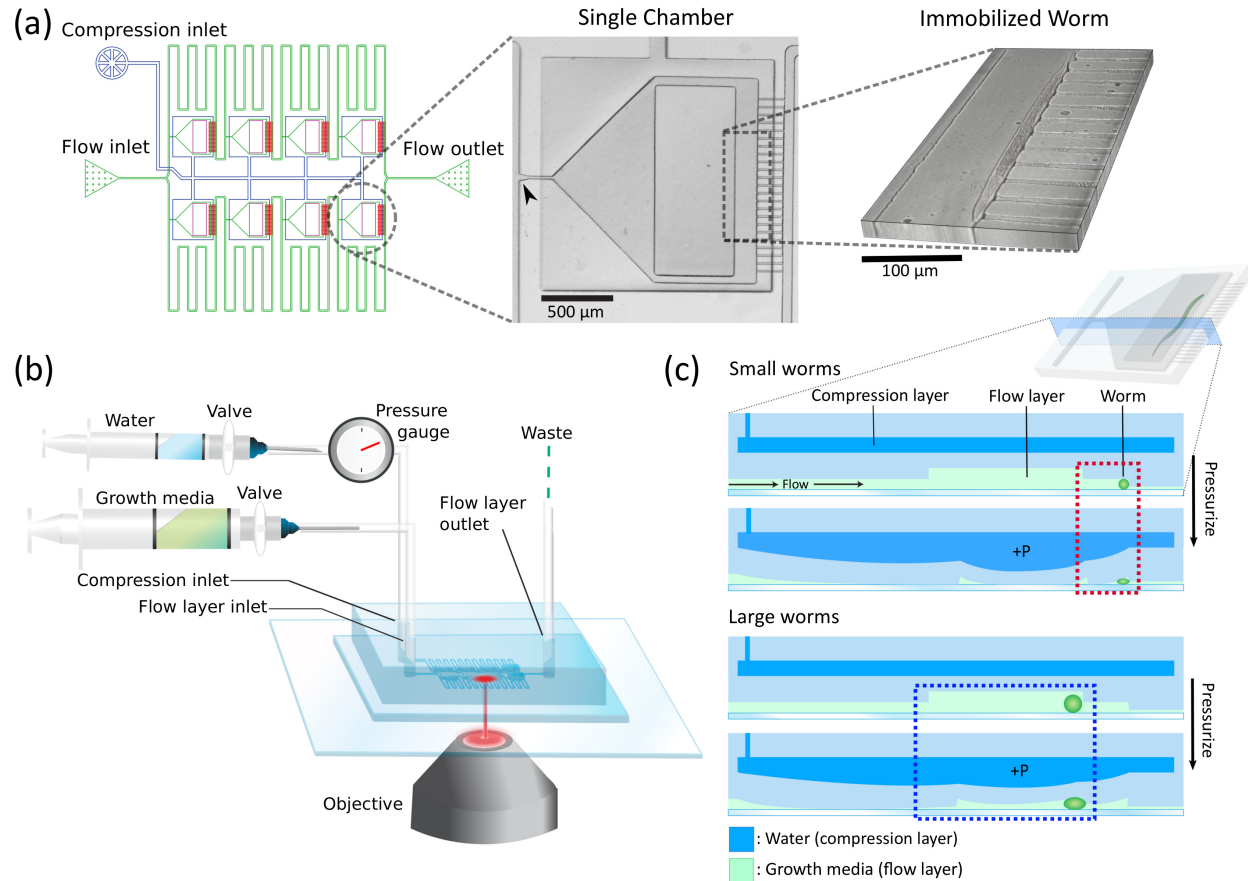 (a)
Compression inlet
Flow inlet
Flow outlet
Single Chamber
500 µm
Immobilized Worm
100 µm
(b)
Water
Valve
Pressure
gauge
Growth media
Valve
Waste
Flow layer
outlet
Compression inlet
Flow layer inlet
Objective
(c)
Small worms
Compression layer
Flow layer
Worm
Flow
Pressurize
+P
Large worms
Pressurize
+P
: Water (compression layer)
: Growth media (flow layer)